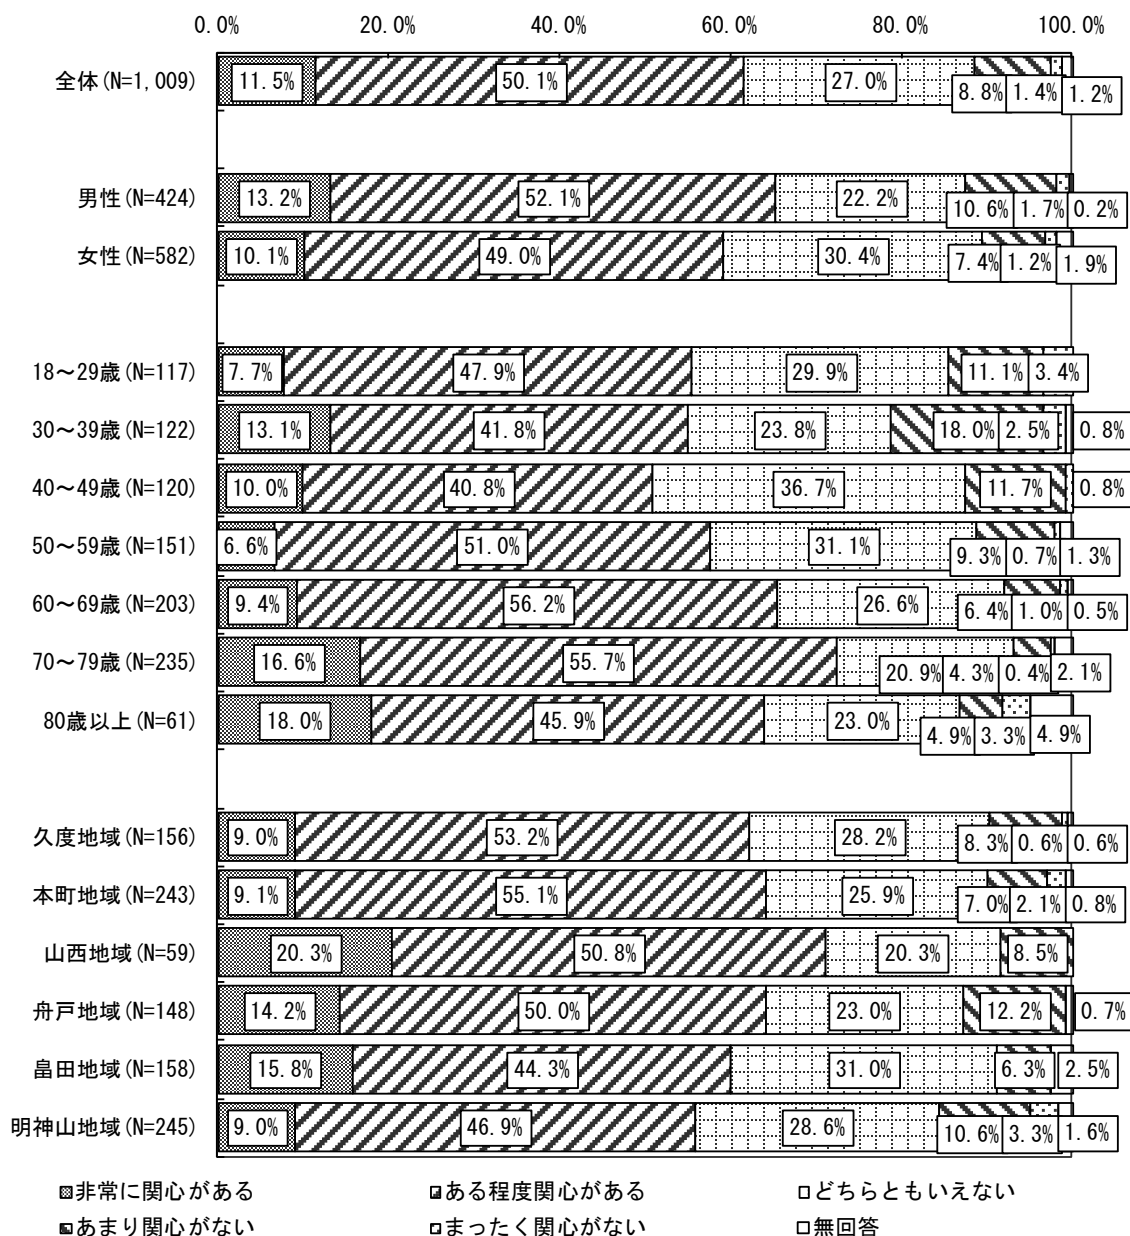 0.0% 20.0% 40.0% 60.0% 80.0% 100.0%
全体(N=1,009) 11.5% 50.1% 27.0% 8.8% 1.4% 1.2%
男性(N=424) 13.2% 52.1% 22.2% 10.6% 1.7% 0.2%
女性(N=582) 10.1% 49.0% 30.4% 7.4% 1.2% 1.9%
18～29歳(N=117) 7.7% 47.9% 29.9% 11.1% 3.4%
30～39歳(N=122) 13.1% 41.8% 23.8% 18.0% 2.5% 0.8%
40～49歳(N=120) 10.0% 40.8% 36.7% 11.7% 0.8%
50～59歳(N=151) 6.6% 51.0% 31.1% 9.3% 0.7% 1.3%
60～69歳(N=203) 9.4% 56.2% 26.6% 6.4% 1.0% 0.5%
70～79歳(N=235) 16.6% 55.7% 20.9% 4.3% 0.4% 2.1%
80歳以上(N=61) 18.0% 45.9% 23.0% 4.9% 3.3% 4.9%
久度地域(N=156) 9.0% 53.2% 28.2% 8.3% 0.6% 0.6%
本町地域(N=243) 9.1% 55.1% 25.9% 7.0% 2.1% 0.8%
山西地域(N=59) 20.3% 50.8% 20.3% 8.5%
舟戸地域(N=148) 14.2% 50.0% 23.0% 12.2% 0.7%
畠田地域(N=158) 15.8% 44.3% 31.0% 6.3% 2.5%
明神山地域(N=245) 9.0% 46.9% 28.6% 10.6% 3.3% 1.6%
非常に関心がある ある程度関心がある どちらともいえない
あまり関心がない まったく関心がない 無回答